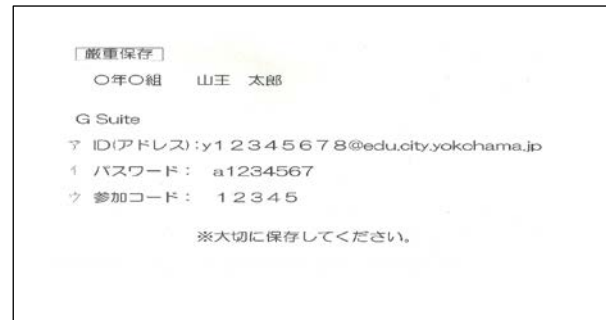 厳重保存
〇年〇組 山王 太郎
G Suite
ア ID(アドレス):y12345678@edu.city.yokohama.jp
イ パスワード: a1234567
ウ 参加コード: 12345
※大切に保存してください。